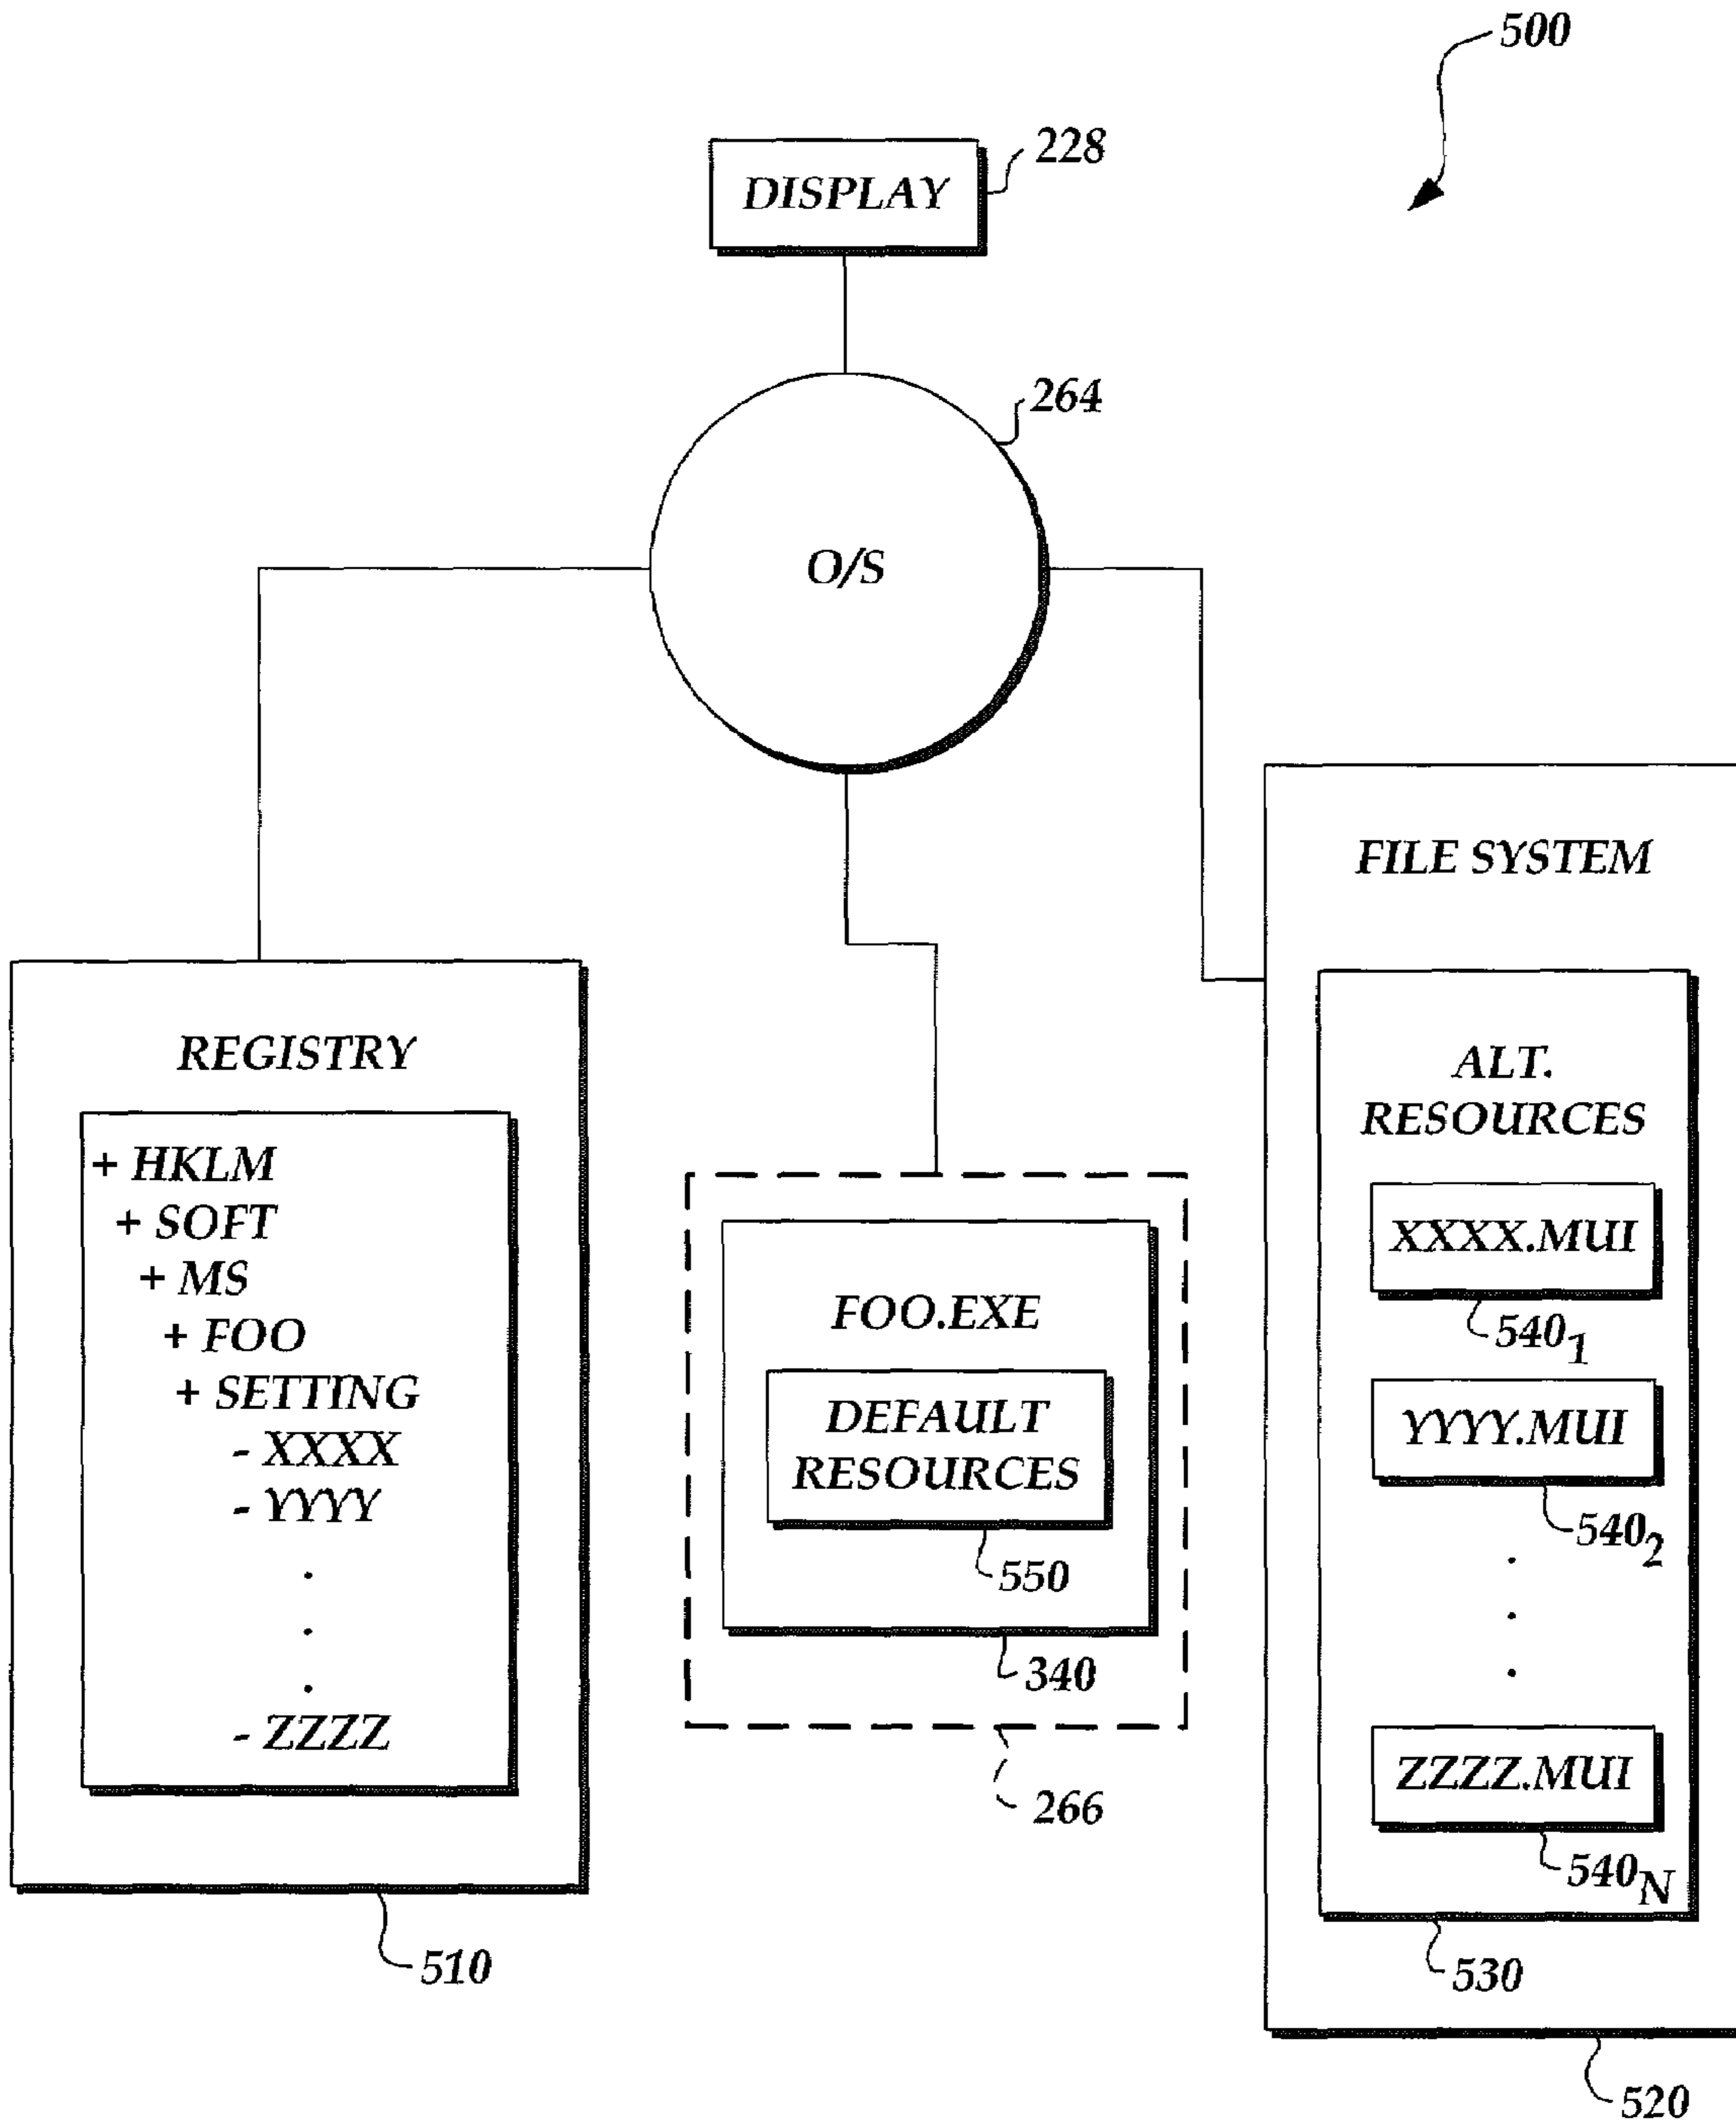 500
DISPLAY
228
264
O/S
REGISTRY
+ HKLM
+ SOFT
+ MS
+ FOO
+ SETTING
- XXXX
- YYYY
.
.
.
- ZZZZ
510
FOO.EXE
DEFAULT
RESOURCES
550
340
266
FILE SYSTEM
ALT.
RESOURCES
XXXX.MUI
540₁
YYYY.MUI
540₂
.
.
.
ZZZZ.MUI
540N
530
520